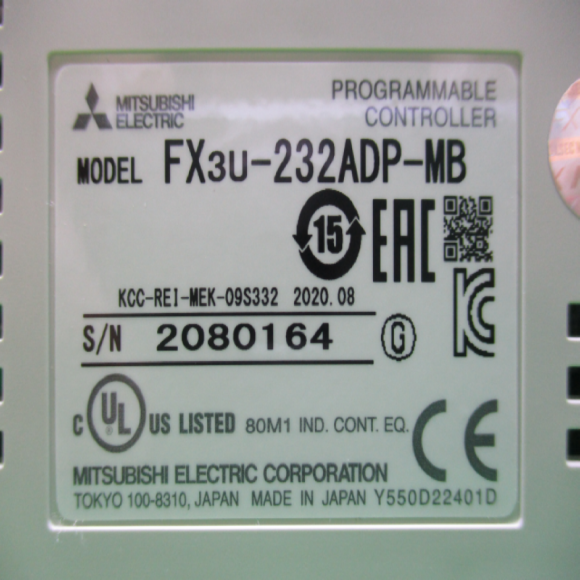 MITSUBISHI
ELECTRIC
PROGRAMMABLE
CONTROLLER
MODEL FX3U-232ADP-MB
15
EAC
KCC-REI-MEK-09S332 2020.08
S/N 2080164 G
C UL US LISTED 80M1 IND. CONT. EQ.
CE
MITSUBISHI ELECTRIC CORPORATION
TOKYO 100-8310, JAPAN MADE IN JAPAN Y550D22401D